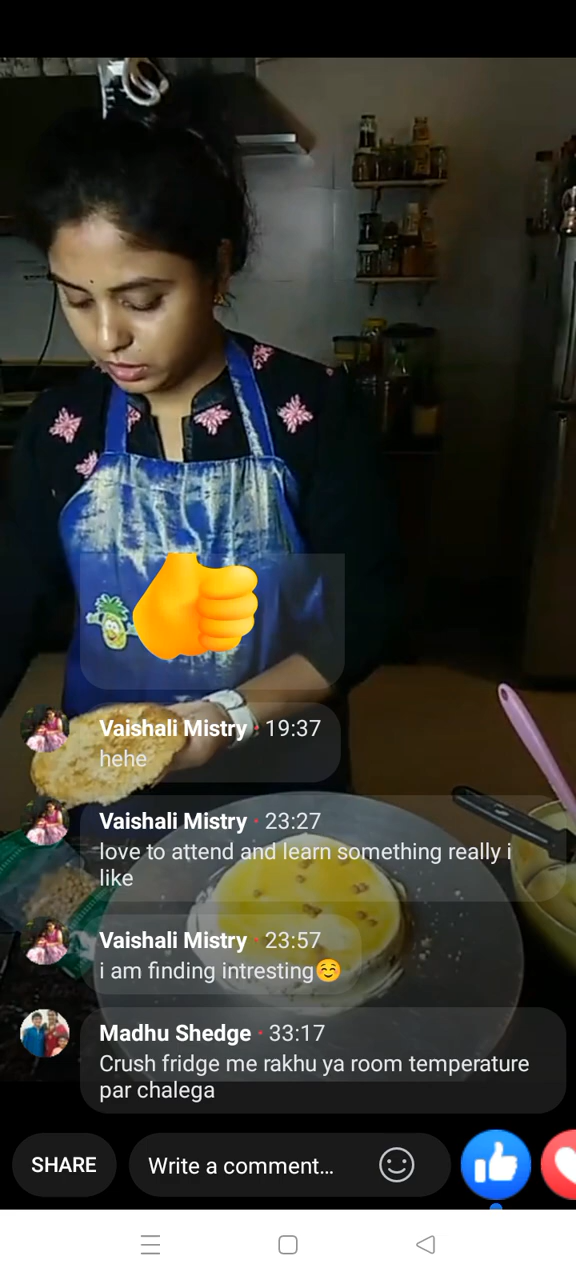 Vaishali Mistry · 19:37
hehe
Vaishali Mistry · 23:27
love to attend and learn something really i
like
Vaishali Mistry · 23:57
i am finding intresting☺️
Madhu Shedge · 33:17
Crush fridge me rakhu ya room temperature
par chalega
SHARE
Write a comment...